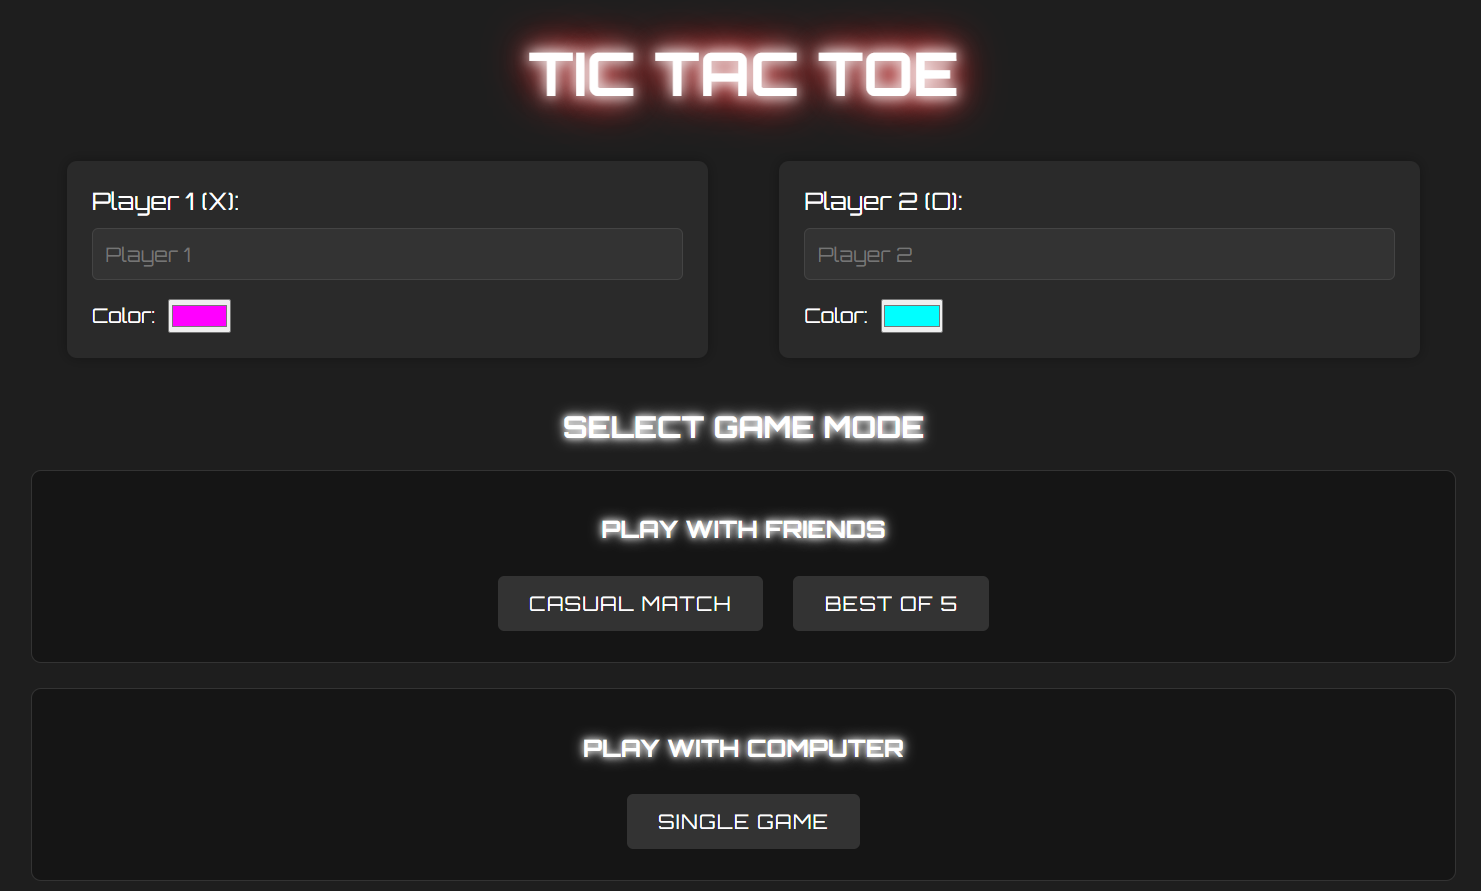 TIC TAC TOE
Player 1 (X):
Player 1
Color:
Player 2 (O):
Player 2
Color:
SELECT GAME MODE
PLAY WITH FRIENDS
CASUAL MATCH
BEST OF 5
PLAY WITH COMPUTER
SINGLE GAME